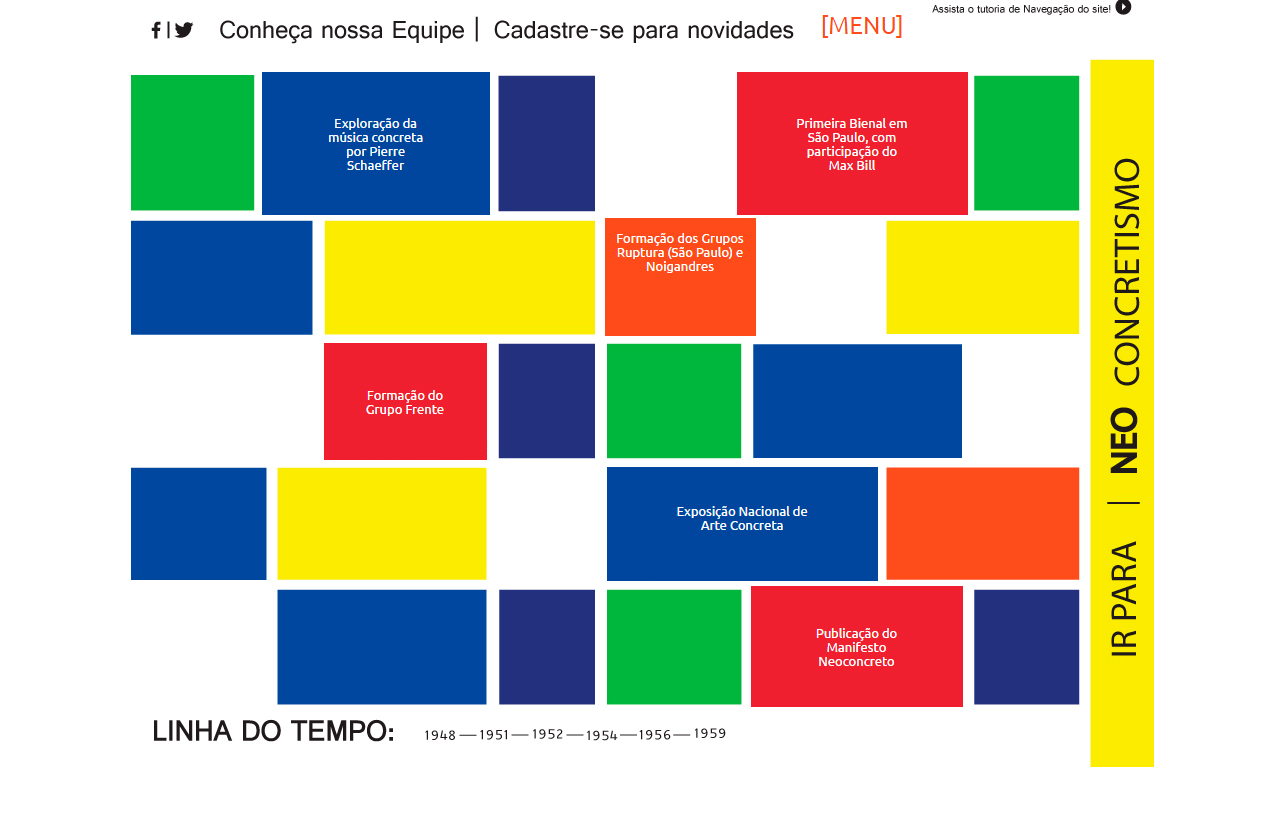 Assista o tutoria de Navegação do site!
Conheça nossa Equipe | Cadastre-se para novidades
[MENU]
Exploração da
música concreta
por Pierre
Schaeffer
Primeira Bienal em
São Paulo, com
participação do
Max Bill
Formação dos Grupos
Ruptura (São Paulo) e
Noigandres
Formação do
Grupo Frente
Exposição Nacional de
Arte Concreta
Publicação do
Manifesto
Neoconcreto
IR PARA | NEO CONCRETISMO
LINHA DO TEMPO:
1948 — 1951 — 1952 — 1954 — 1956 — 1959